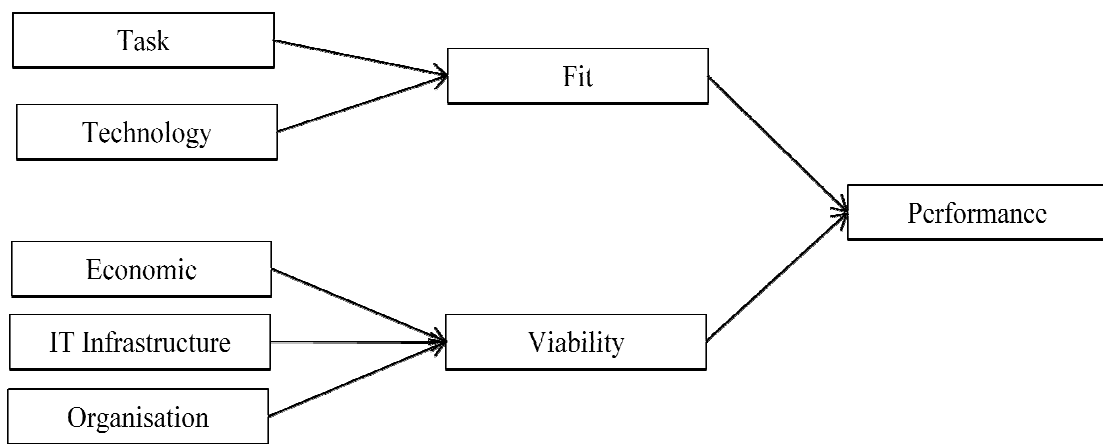 Task
Fit
Technology
Performance
Economic
IT Infrastructure
Viability
Organisation